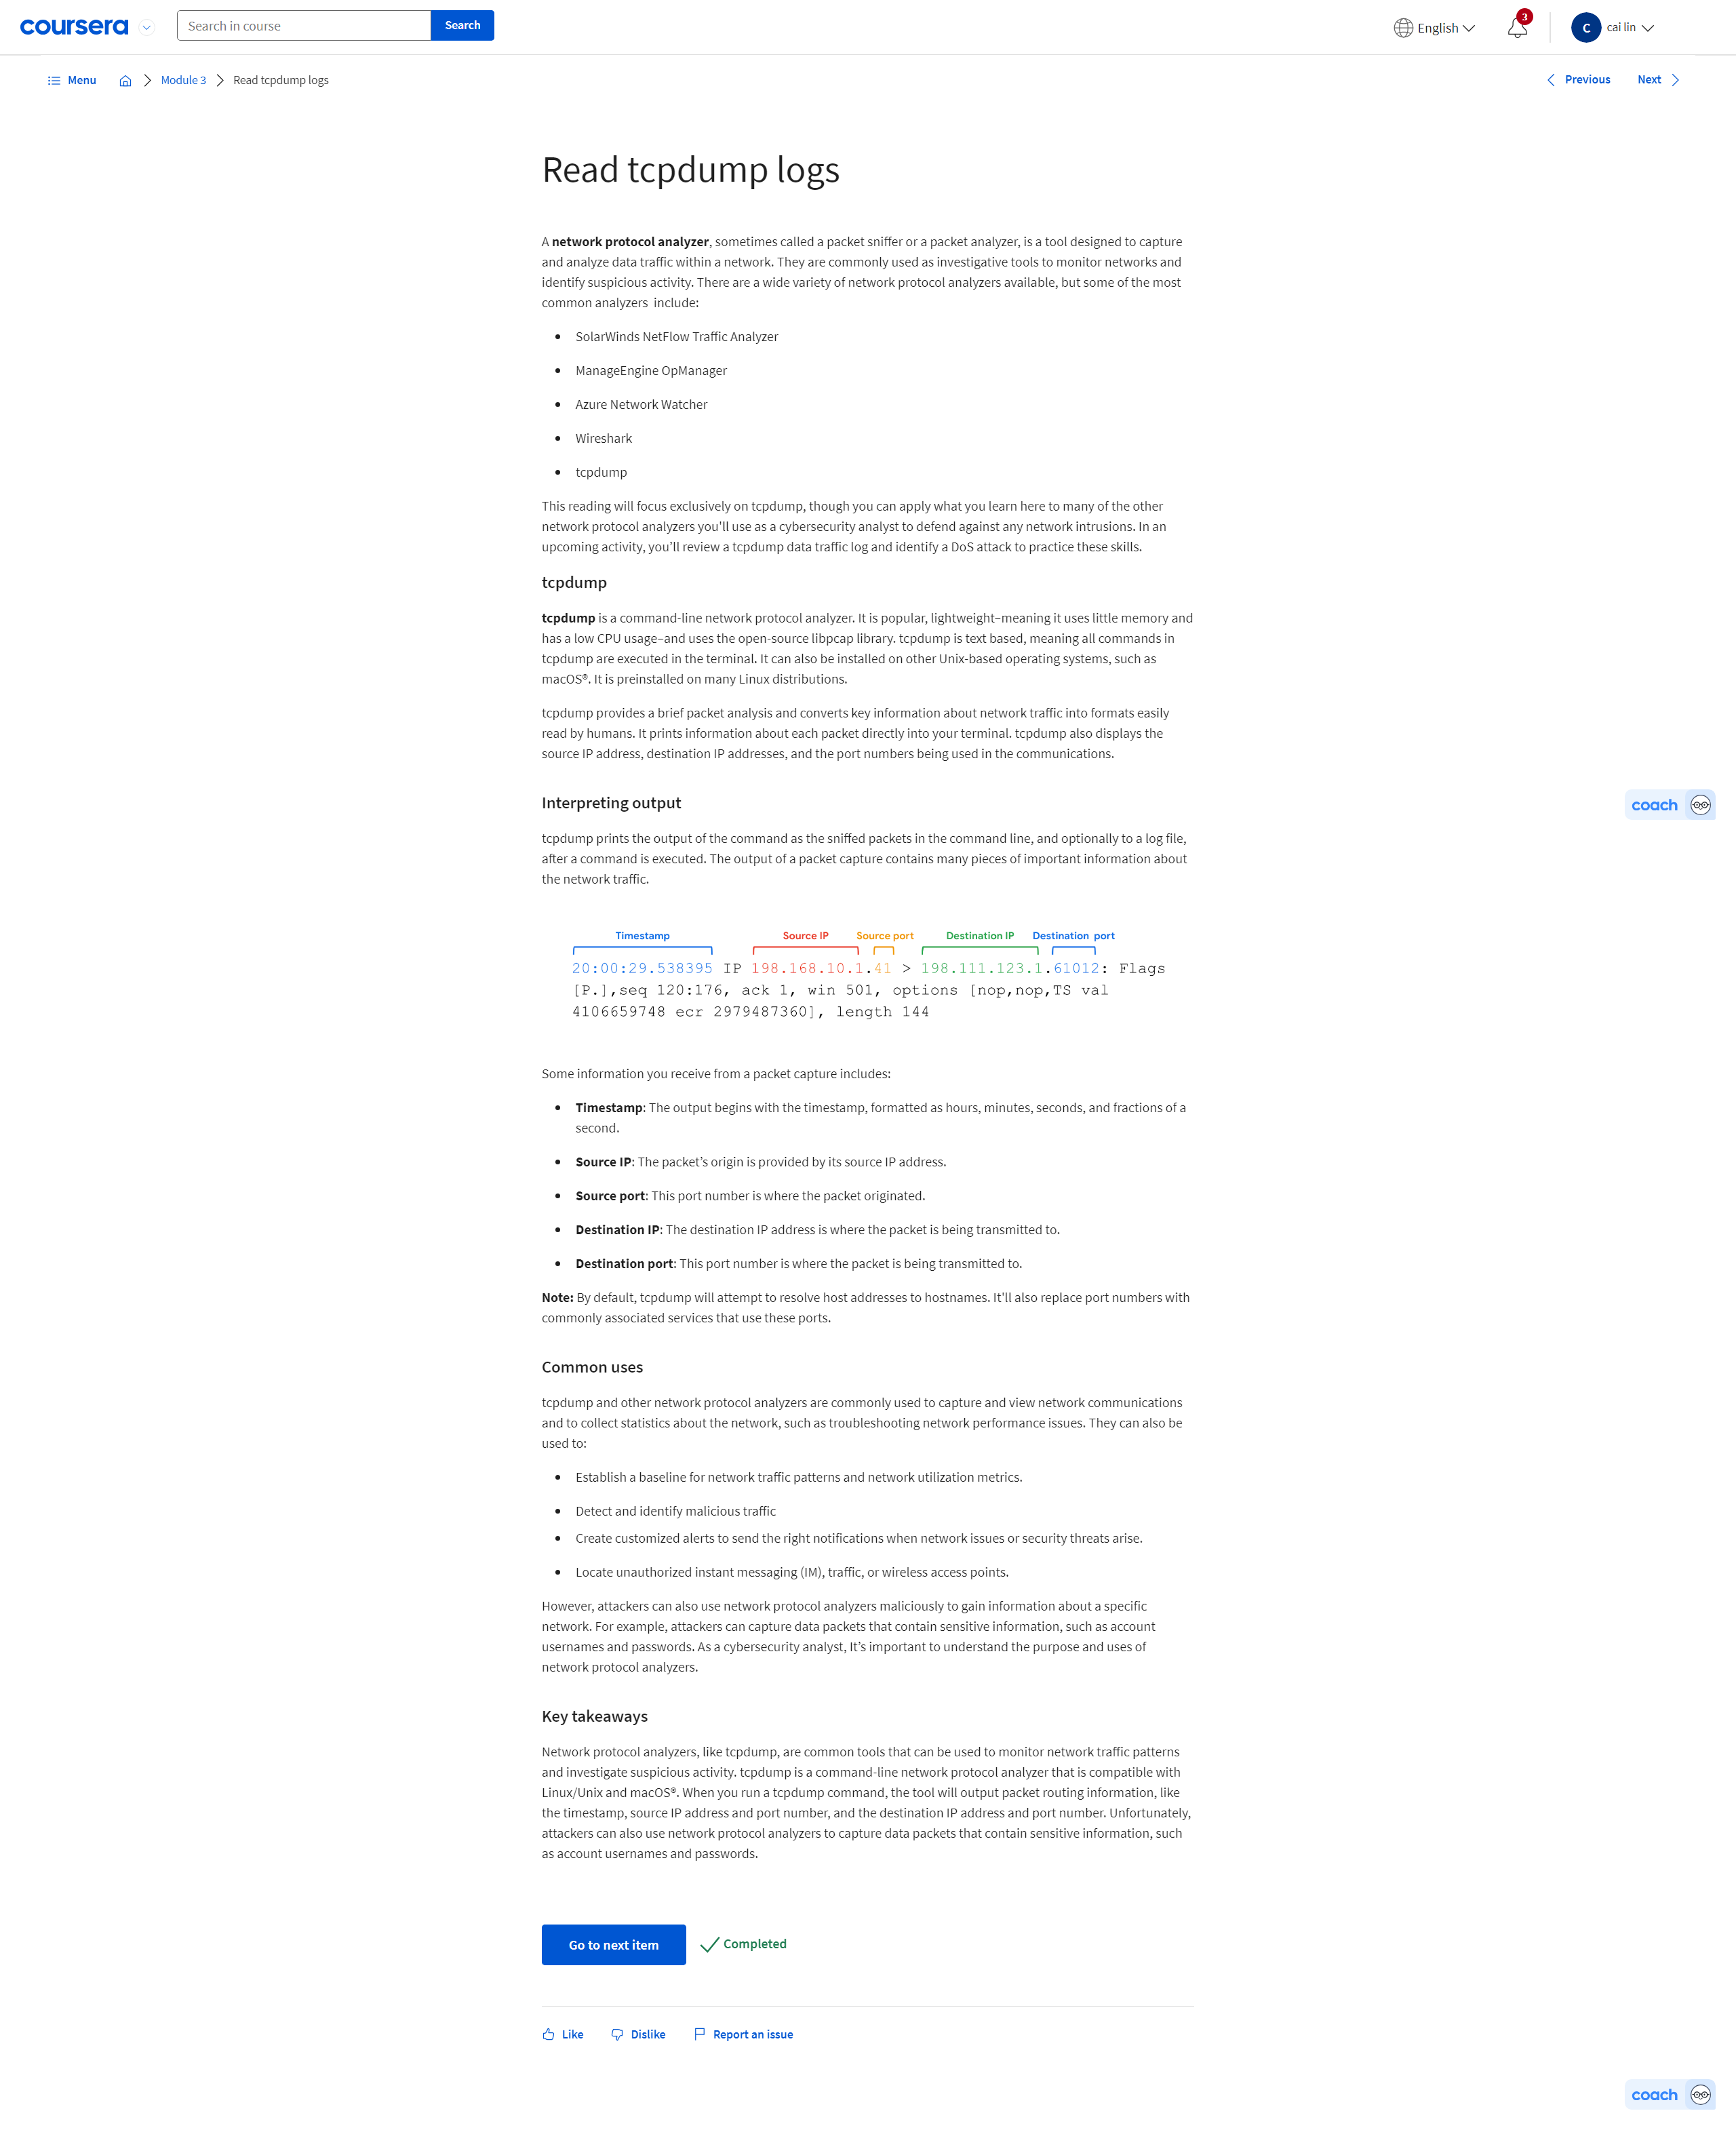 coursera
Search in course
Search
English
3
C
cai lin
Menu
Module 3
Read tcpdump logs
Previous
Next
Read tcpdump logs
A network protocol analyzer, sometimes called a packet sniffer or a packet analyzer, is a tool designed to capture
and analyze data traffic within a network. They are commonly used as investigative tools to monitor networks and
identify suspicious activity. There are a wide variety of network protocol analyzers available, but some of the most
common analyzers  include:
SolarWinds NetFlow Traffic Analyzer
ManageEngine OpManager
Azure Network Watcher
Wireshark
tcpdump
This reading will focus exclusively on tcpdump, though you can apply what you learn here to many of the other
network protocol analyzers you'll use as a cybersecurity analyst to defend against any network intrusions. In an
upcoming activity, you’ll review a tcpdump data traffic log and identify a DoS attack to practice these skills.
tcpdump
tcpdump is a command-line network protocol analyzer. It is popular, lightweight–meaning it uses little memory and
has a low CPU usage–and uses the open-source libpcap library. tcpdump is text based, meaning all commands in
tcpdump are executed in the terminal. It can also be installed on other Unix-based operating systems, such as
macOS®. It is preinstalled on many Linux distributions.
tcpdump provides a brief packet analysis and converts key information about network traffic into formats easily
read by humans. It prints information about each packet directly into your terminal. tcpdump also displays the
source IP address, destination IP addresses, and the port numbers being used in the communications.
Interpreting output
coach
tcpdump prints the output of the command as the sniffed packets in the command line, and optionally to a log file,
after a command is executed. The output of a packet capture contains many pieces of important information about
the network traffic.
Timestamp Source IP Source port Destination IP Destination port
20:00:29.538395 IP 198.168.10.1.41 > 198.111.123.1.61012: Flags
[P.],seq 120:176, ack 1, win 501, options [nop,nop,TS val
4106659748 ecr 2979487360], length 144
Some information you receive from a packet capture includes:
Timestamp: The output begins with the timestamp, formatted as hours, minutes, seconds, and fractions of a
second.
Source IP: The packet’s origin is provided by its source IP address.
Source port: This port number is where the packet originated.
Destination IP: The destination IP address is where the packet is being transmitted to.
Destination port: This port number is where the packet is being transmitted to.
Note: By default, tcpdump will attempt to resolve host addresses to hostnames. It'll also replace port numbers with
commonly associated services that use these ports.
Common uses
tcpdump and other network protocol analyzers are commonly used to capture and view network communications
and to collect statistics about the network, such as troubleshooting network performance issues. They can also be
used to:
Establish a baseline for network traffic patterns and network utilization metrics.
Detect and identify malicious traffic
Create customized alerts to send the right notifications when network issues or security threats arise.
Locate unauthorized instant messaging (IM), traffic, or wireless access points.
However, attackers can also use network protocol analyzers maliciously to gain information about a specific
network. For example, attackers can capture data packets that contain sensitive information, such as account
usernames and passwords. As a cybersecurity analyst, It’s important to understand the purpose and uses of
network protocol analyzers.
Key takeaways
Network protocol analyzers, like tcpdump, are common tools that can be used to monitor network traffic patterns
and investigate suspicious activity. tcpdump is a command-line network protocol analyzer that is compatible with
Linux/Unix and macOS®. When you run a tcpdump command, the tool will output packet routing information, like
the timestamp, source IP address and port number, and the destination IP address and port number. Unfortunately,
attackers can also use network protocol analyzers to capture data packets that contain sensitive information, such
as account usernames and passwords.
Go to next item
Completed
Like
Dislike
Report an issue
coach